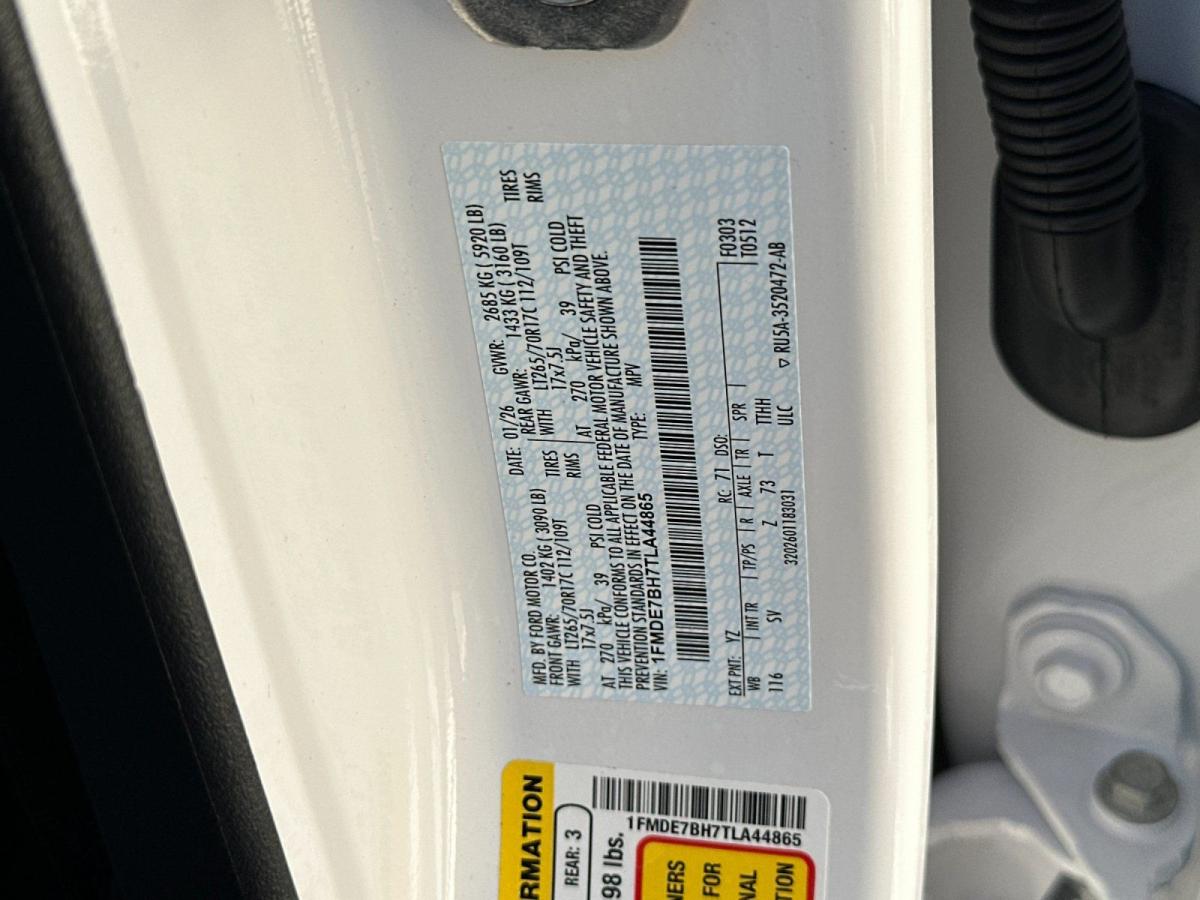 MFD. BY FORD MOTOR CO.
DATE: 01/26 GVWR: 2685 KG ( 5920 LB)
FRONT GAWR: 1402 KG ( 3090 LB) REAR GAWR: 1433 KG ( 3160 LB)
WITH LT265/70R17C 112/109T TIRES WITH LT265/70R17C 112/109T TIRES
17x7.5J RIMS 17x7.5J RIMS
AT 270 kPa/ 39 PSI COLD AT 270 kPa/ 39 PSI COLD
THIS VEHICLE CONFORMS TO ALL APPLICABLE FEDERAL MOTOR VEHICLE SAFETY AND THEFT
PREVENTION STANDARDS IN EFFECT ON THE DATE OF MANUFACTURE SHOWN ABOVE.
VIN: 1FMDE7BH7TLA44865 TYPE: MPV
EXT PNT: YZ RC: 71 DSO: F0303
WB INT TR TP/PS R AXLE TR SPR T0512
116 SV Z 73 T TTHH
3202601183031 ULC ▽ RU5A-3520472-AB
RMATION
REAR: 3
98 lbs.
1FMDE7BH7TLA44865
NERS
FOR
NAL
TION